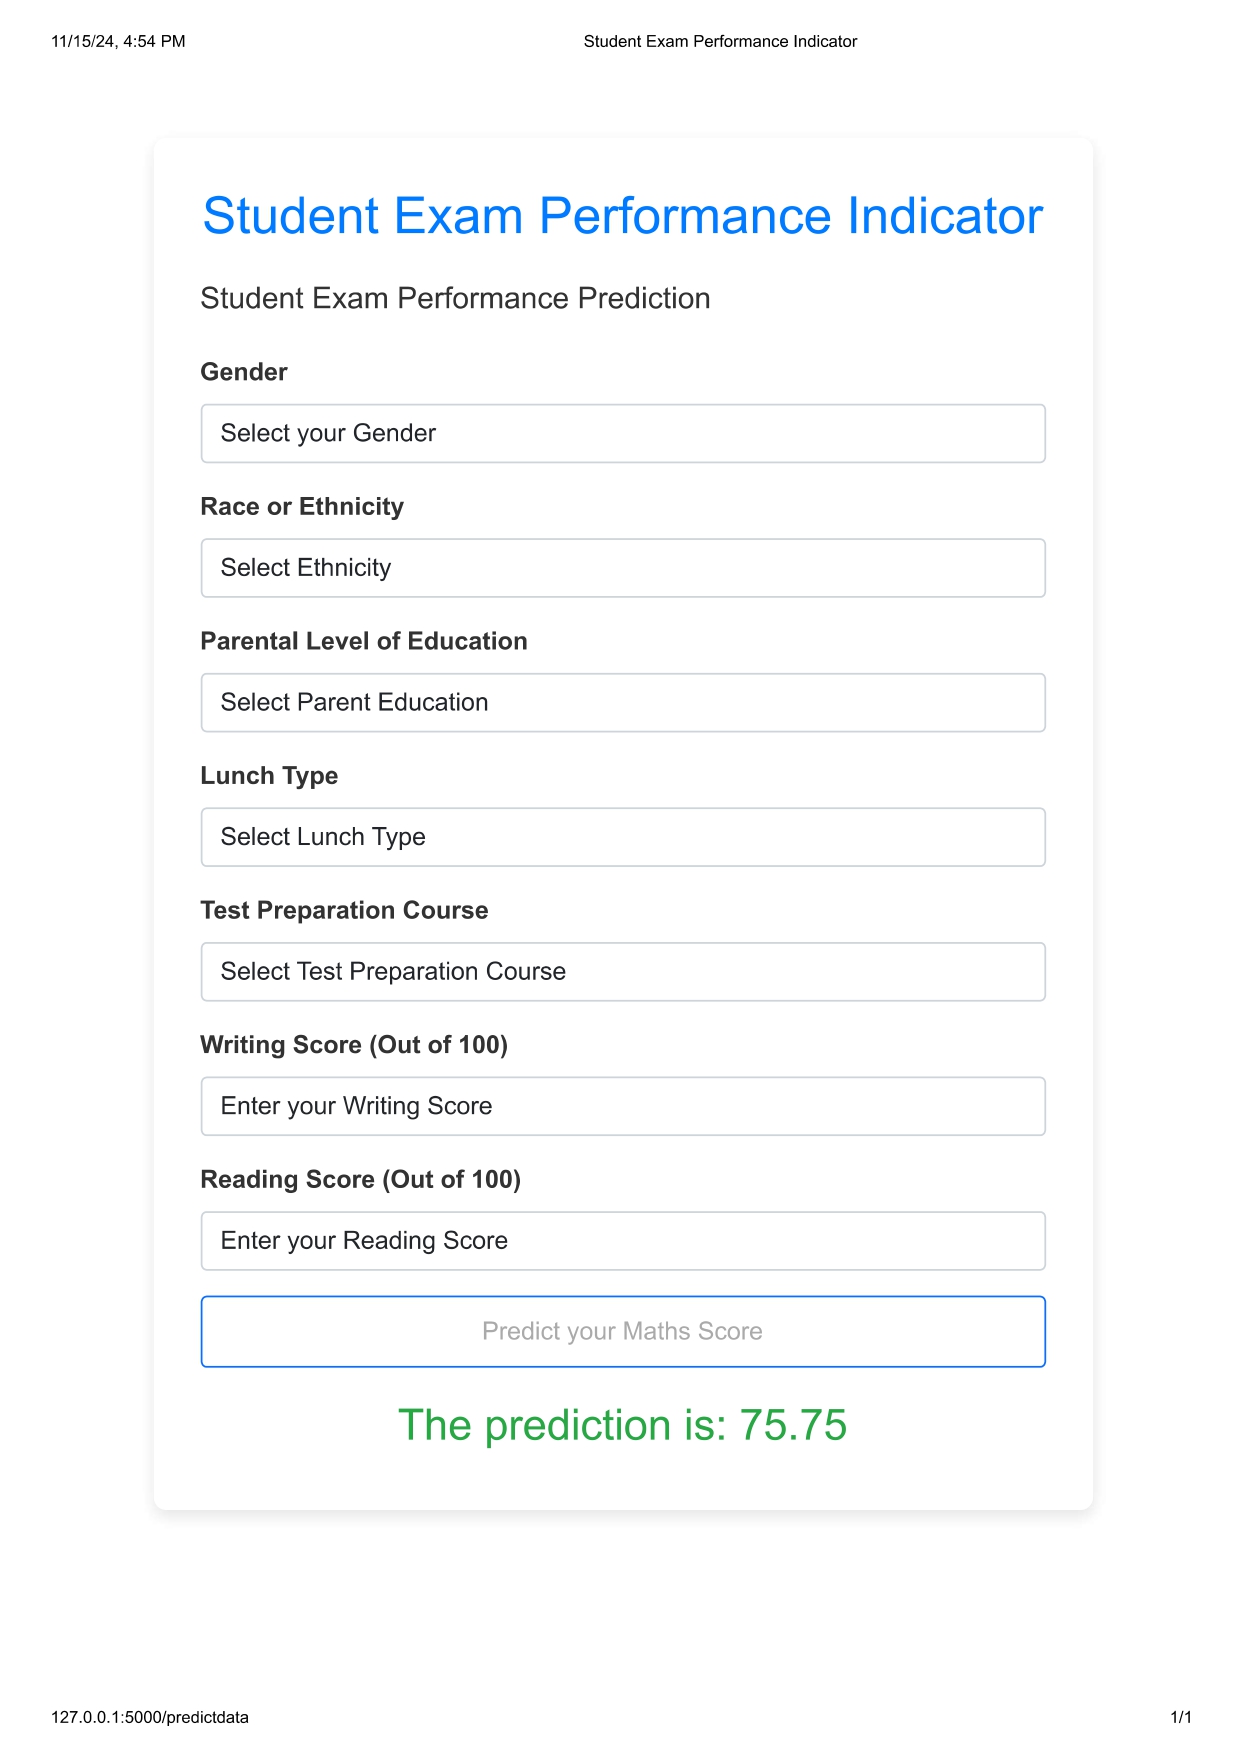 11/15/24, 4:54 PM Student Exam Performance Indicator
Student Exam Performance Indicator
Student Exam Performance Prediction
Gender
Select your Gender
Race or Ethnicity
Select Ethnicity
Parental Level of Education
Select Parent Education
Lunch Type
Select Lunch Type
Test Preparation Course
Select Test Preparation Course
Writing Score (Out of 100)
Enter your Writing Score
Reading Score (Out of 100)
Enter your Reading Score
Predict your Maths Score
The prediction is: 75.75
127.0.0.1:5000/predictdata 1/1